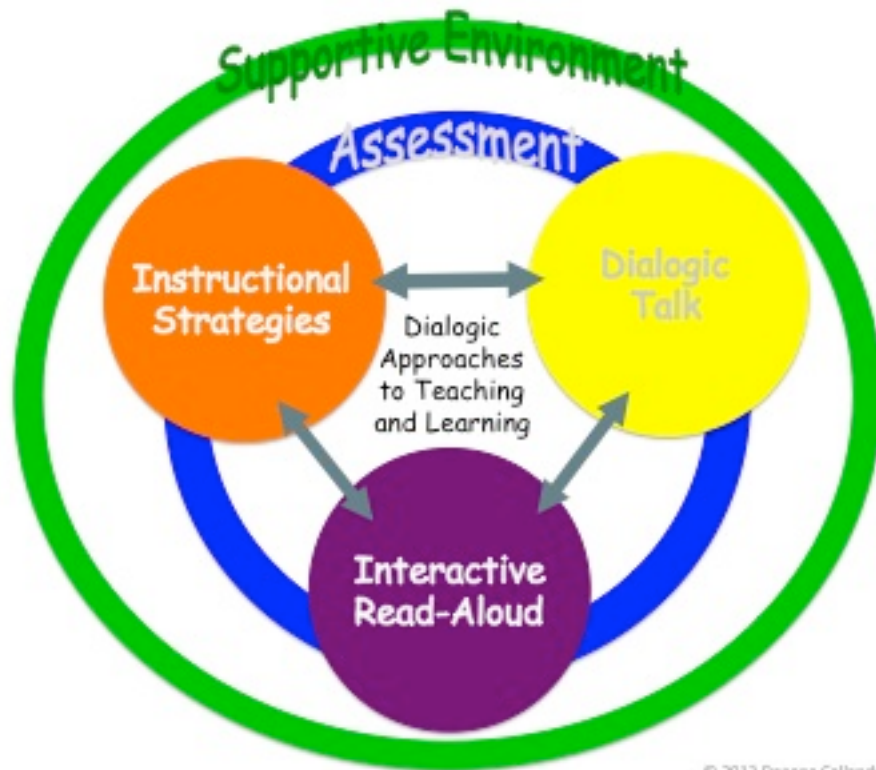 Supportive Environment
Assessment
Instructional
Strategies
Dialogic
Talk
Dialogic
Approaches
to Teaching
and Learning
Interactive
Read-Aloud